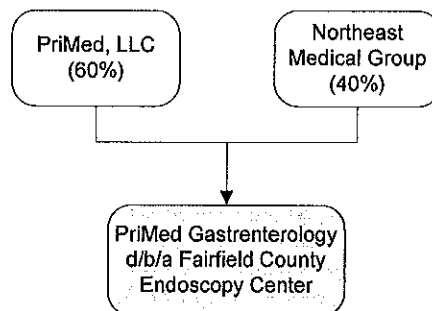 PriMed, LLC
(60%)
Northeast
Medical Group
(40%)
PriMed Gastrenterology
d/b/a Fairfield County
Endoscopy Center